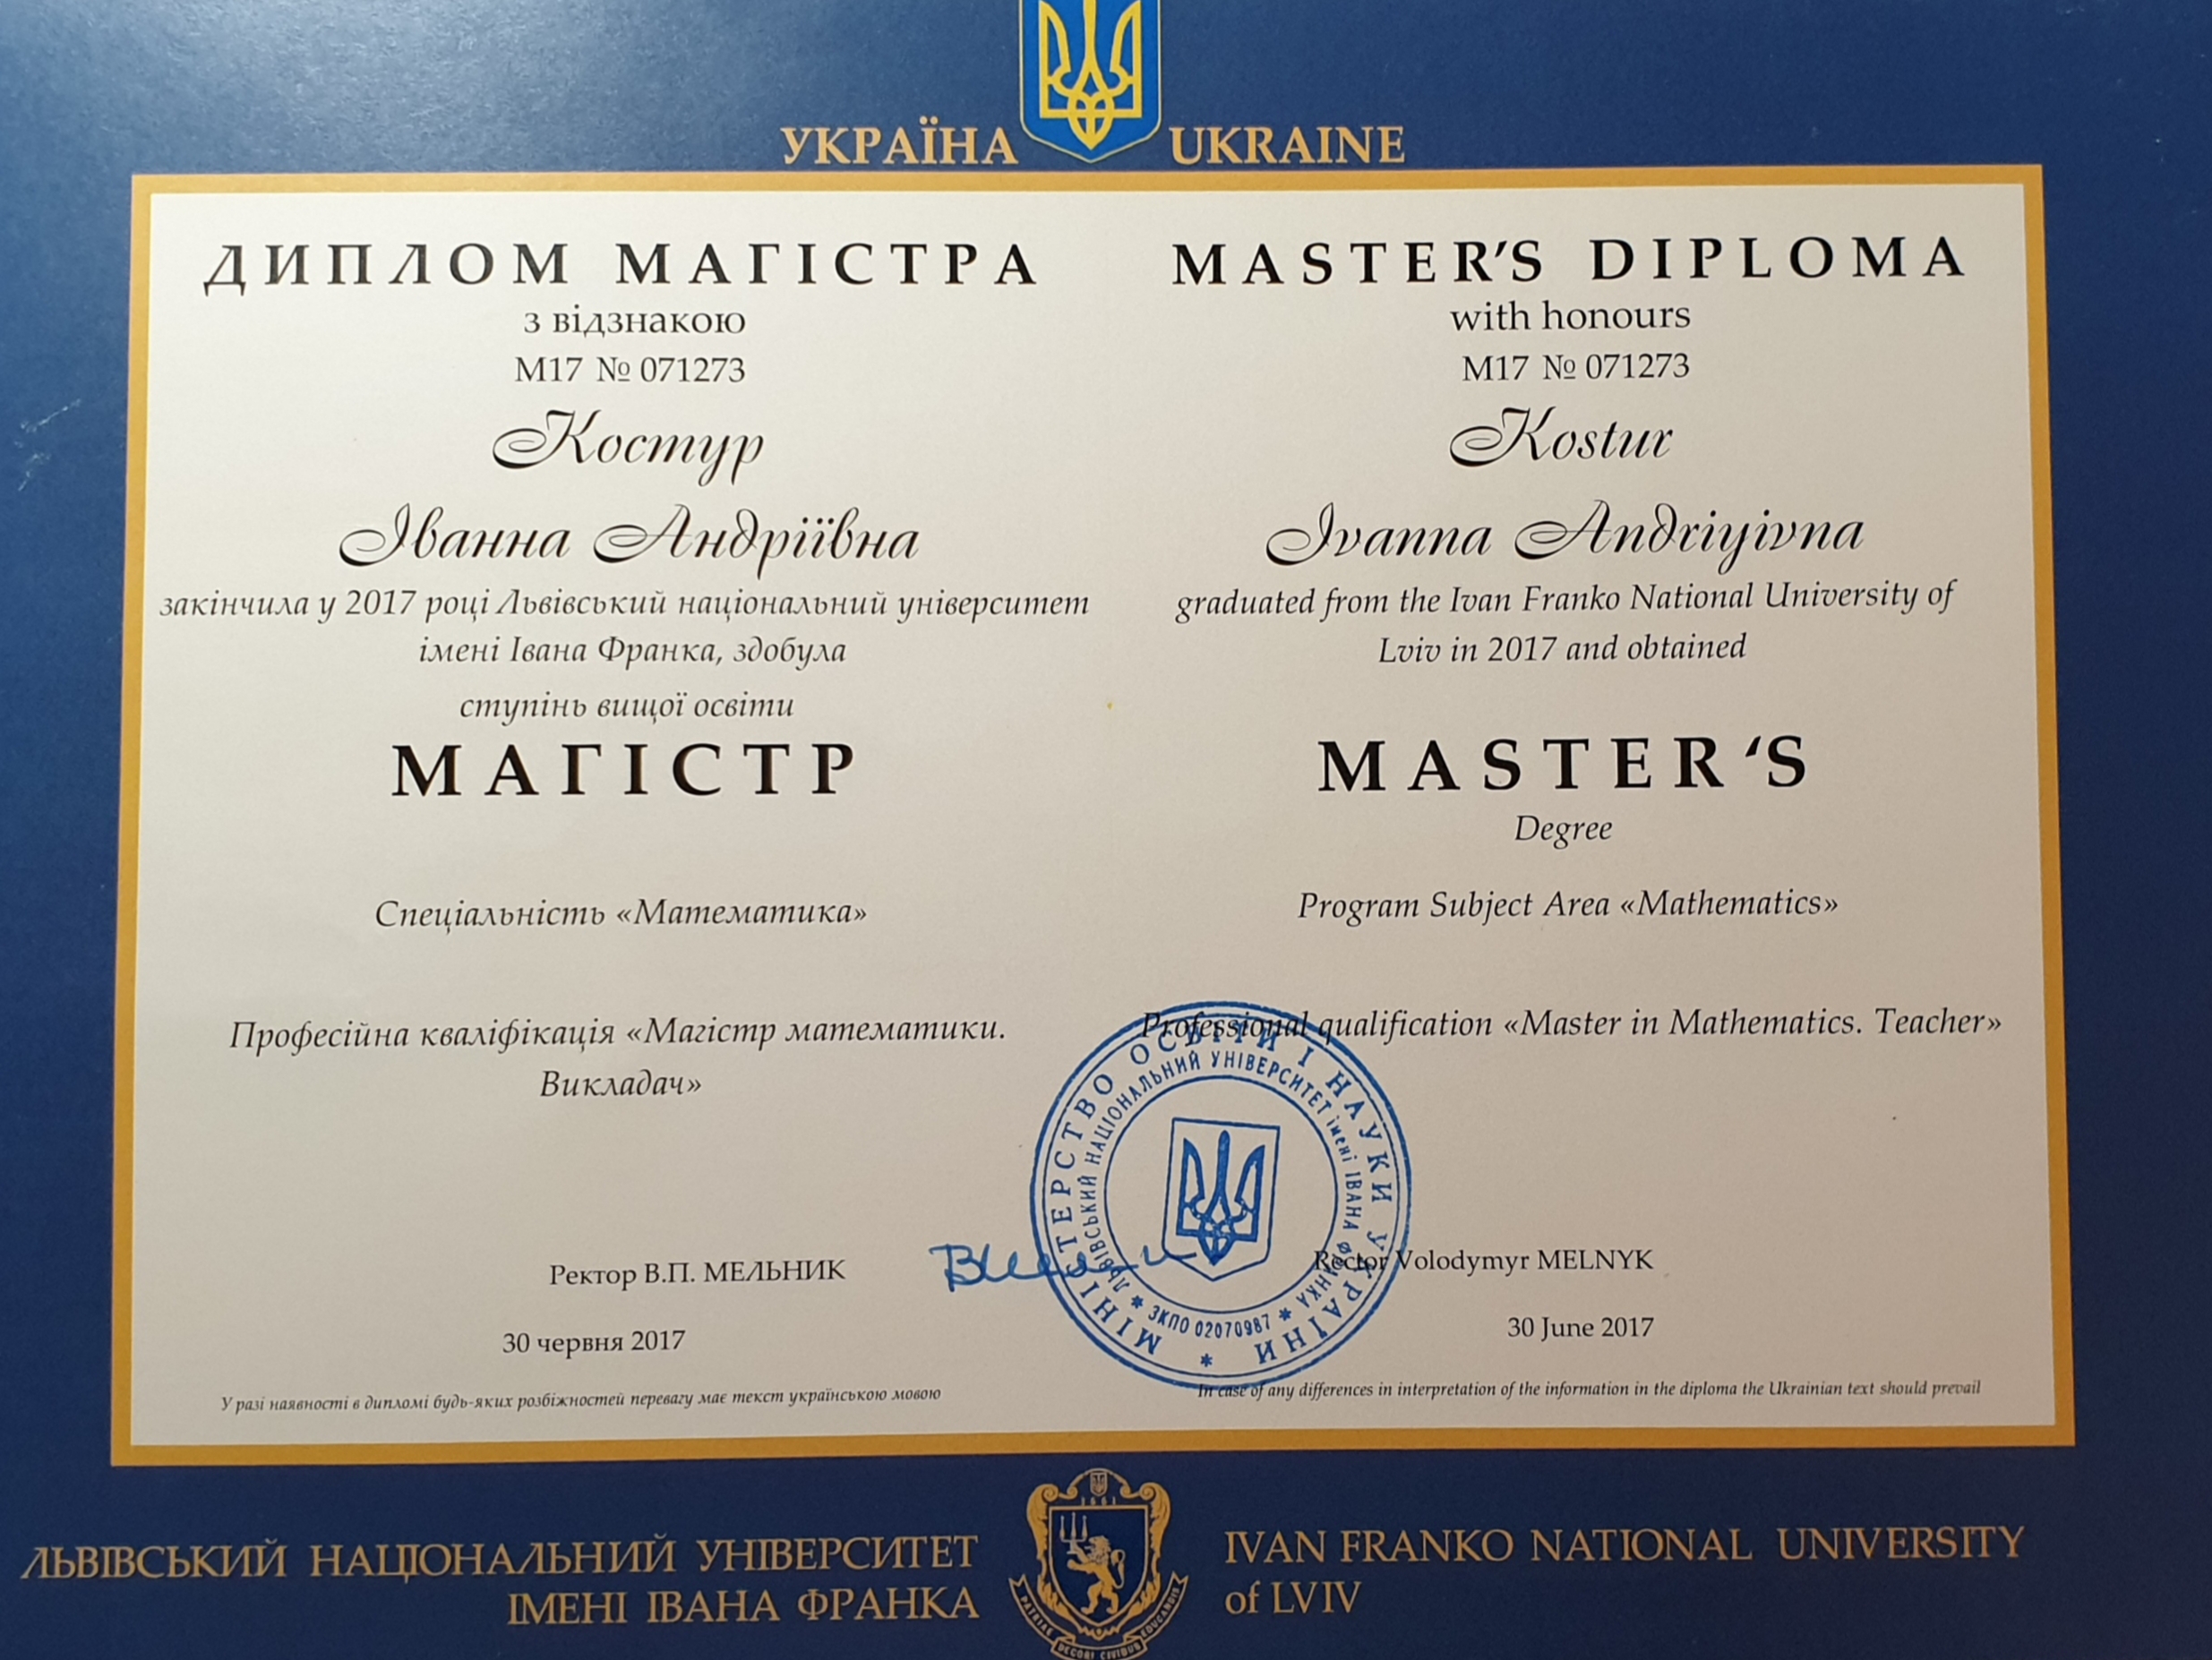 УКРАЇНА UKRAINE
ДИПЛОМ МАГІСТРА
з відзнакою
М17 № 071273
Костур
Іванна Андріївна
закінчила у 2017 році Львівський національний університет
імені Івана Франка, здобула
ступінь вищої освіти
МАГІСТР
Спеціальність «Математика»
Професійна кваліфікація «Магістр математики.
Викладач»
Ректор В.П. МЕЛЬНИК
30 червня 2017
У разі наявності в дипломі будь-яких розбіжностей перевагу має текст українською мовою
MASTER’S DIPLOMA
with honours
M17 № 071273
Kostur
Ivanna Andriyivna
graduated from the Ivan Franko National University of
Lviv in 2017 and obtained
MASTER ‘S
Degree
Program Subject Area «Mathematics»
Professional qualification «Master in Mathematics. Teacher»
Rector Volodymyr MELNYK
30 June 2017
In case of any differences in interpretation of the information in the diploma the Ukrainian text should prevail
МІНІСТЕРСТВО ОСВІТИ І НАУКИ УКРАЇНИ *
ЛЬВІВСЬКИЙ НАЦІОНАЛЬНИЙ УНІВЕРСИТЕТ імені ІВАНА ФРАНКА
* ЗКПО 02070987 *
ЛЬВІВСЬКИЙ НАЦІОНАЛЬНИЙ УНІВЕРСИТЕТ
ІМЕНІ ІВАНА ФРАНКА
1661
PATRIAE DECORI CIVIBUS EDUCANDIS
IVAN FRANKO NATIONAL UNIVERSITY
of LVIV